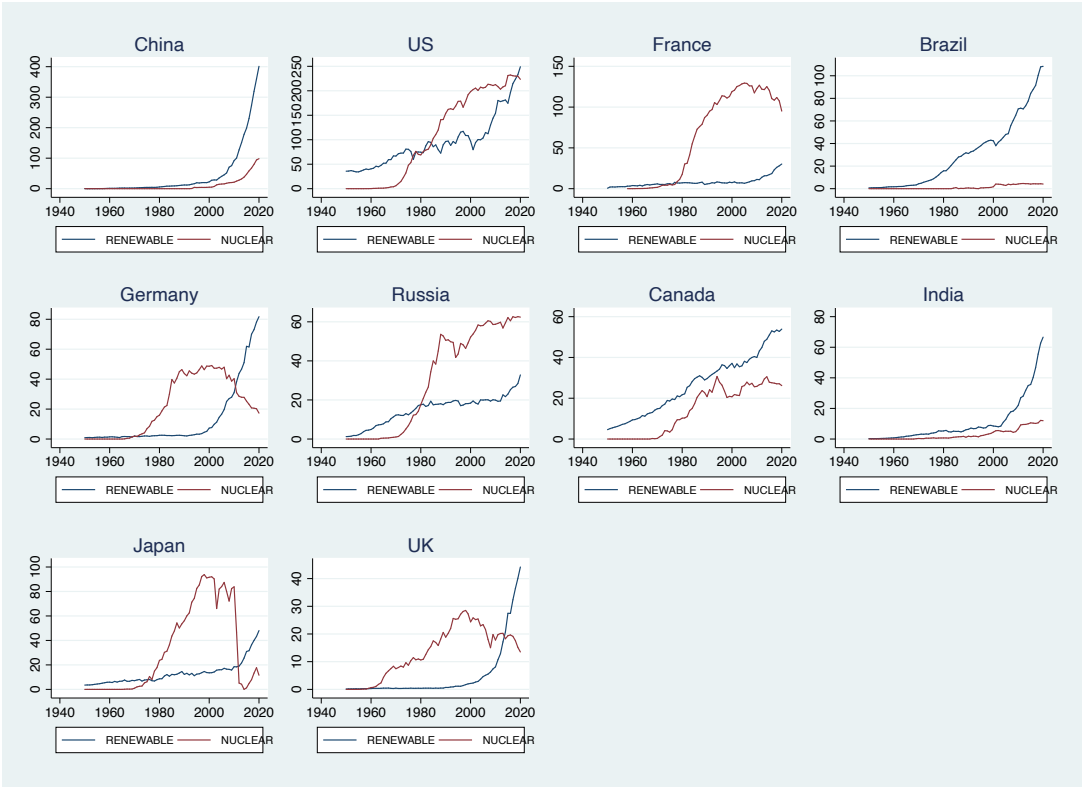 China
0 100 200 300 400
1940 1960 1980 2000 2020
RENEWABLE NUCLEAR
US
0 50 100 150 200 250
1940 1960 1980 2000 2020
RENEWABLE NUCLEAR
France
0 50 100 150
1940 1960 1980 2000 2020
RENEWABLE NUCLEAR
Brazil
0 20 40 60 80 100
1940 1960 1980 2000 2020
RENEWABLE NUCLEAR
Germany
0 20 40 60 80
1940 1960 1980 2000 2020
RENEWABLE NUCLEAR
Russia
0 20 40 60
1940 1960 1980 2000 2020
RENEWABLE NUCLEAR
Canada
0 20 40 60
1940 1960 1980 2000 2020
RENEWABLE NUCLEAR
India
0 20 40 60 80
1940 1960 1980 2000 2020
RENEWABLE NUCLEAR
Japan
0 20 40 60 80 100
1940 1960 1980 2000 2020
RENEWABLE NUCLEAR
UK
0 10 20 30 40
1940 1960 1980 2000 2020
RENEWABLE NUCLEAR